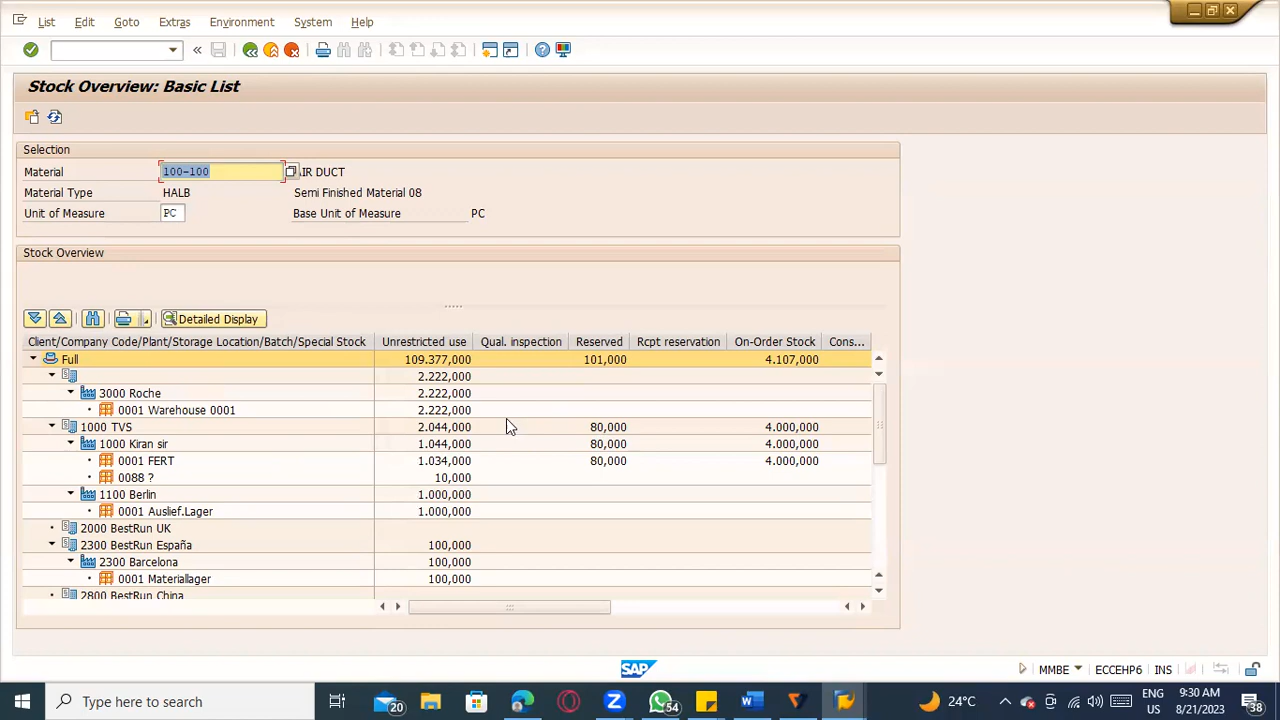 List Edit Goto Extras Environment System Help
Stock Overview: Basic List
Selection
Material 100-100 IR DUCT
Material Type HALB Semi Finished Material 08
Unit of Measure PC Base Unit of Measure PC
Stock Overview
Detailed Display
Client/Company Code/Plant/Storage Location/Batch/Special Stock Unrestricted use Qual. inspection Reserved Rcpt reservation On-Order Stock Cons...
Full 109.377,000 101,000 4.107,000
2.222,000
3000 Roche 2.222,000
0001 Warehouse 0001 2.222,000
1000 TVS 2.044,000 80,000 4.000,000
1000 Kiran sir 1.044,000 80,000 4.000,000
0001 FERT 1.034,000 80,000 4.000,000
0088 ? 10,000
1100 Berlin 1.000,000
0001 Auslief.Lager 1.000,000
2000 BestRun UK
2300 BestRun España 100,000
2300 Barcelona 100,000
0001 Materiallager 100,000
2800 BestRun China
SAP MMBE ECCEHP6 INS
Type here to search 20 54 24°C ENG US 9:30 AM 8/21/2023 38